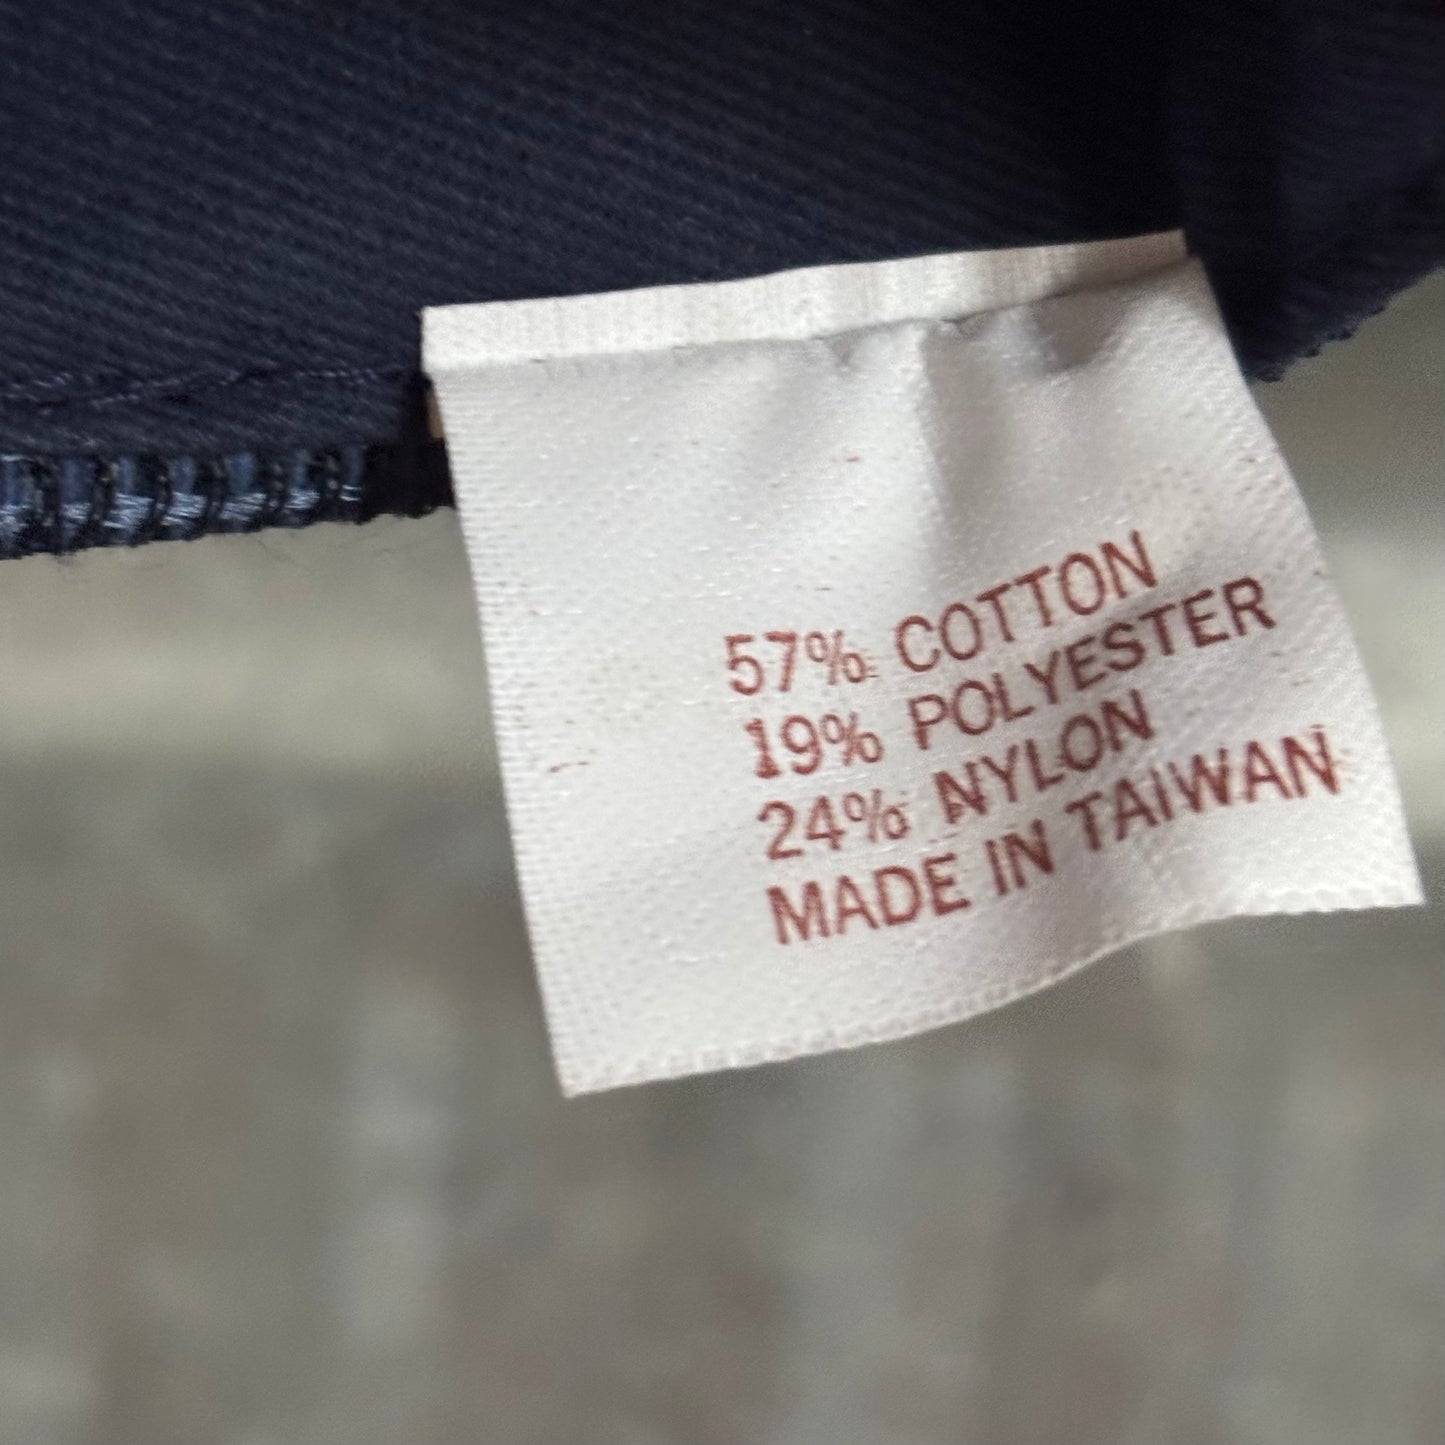 57% COTTON
19% POLYESTER
24% NYLON
MADE IN TAIWAN